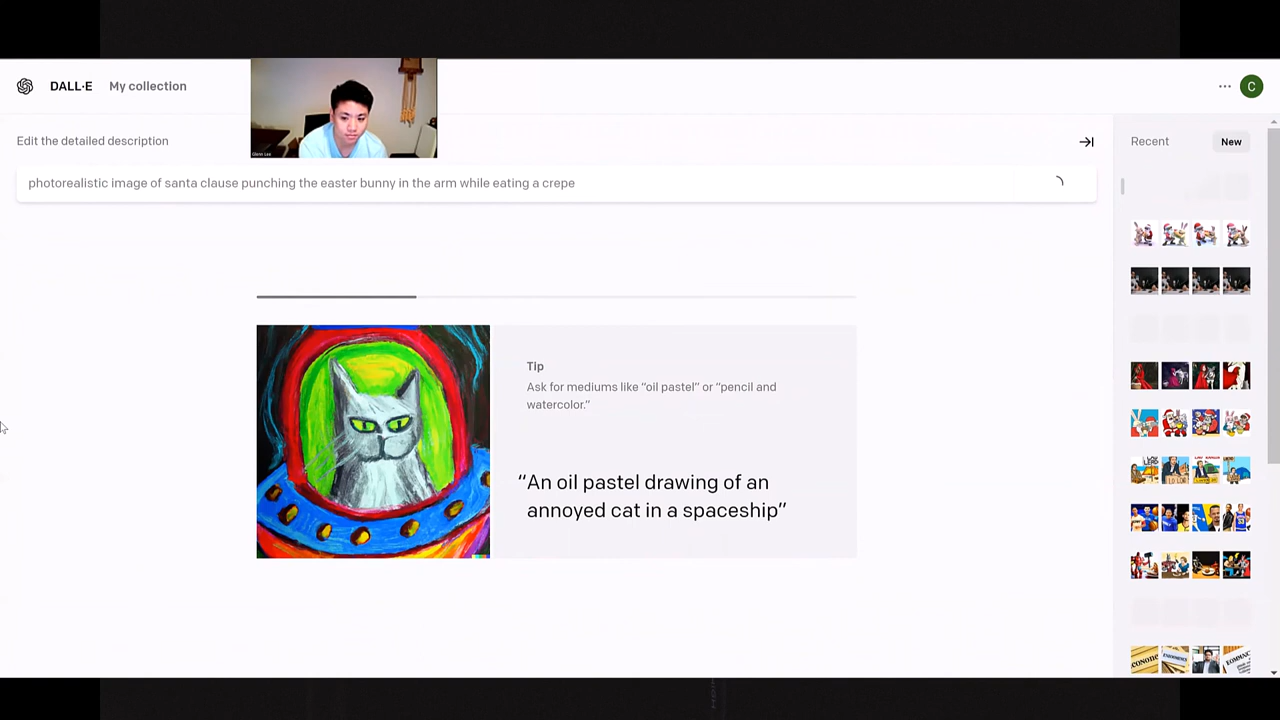 DALL·E
My collection
C
Edit the detailed description
Recent
New
photorealistic image of santa clause punching the easter bunny in the arm while eating a crepe
Tip
Ask for mediums like “oil pastel” or “pencil and
watercolor.”
“An oil pastel drawing of an
annoyed cat in a spaceship”